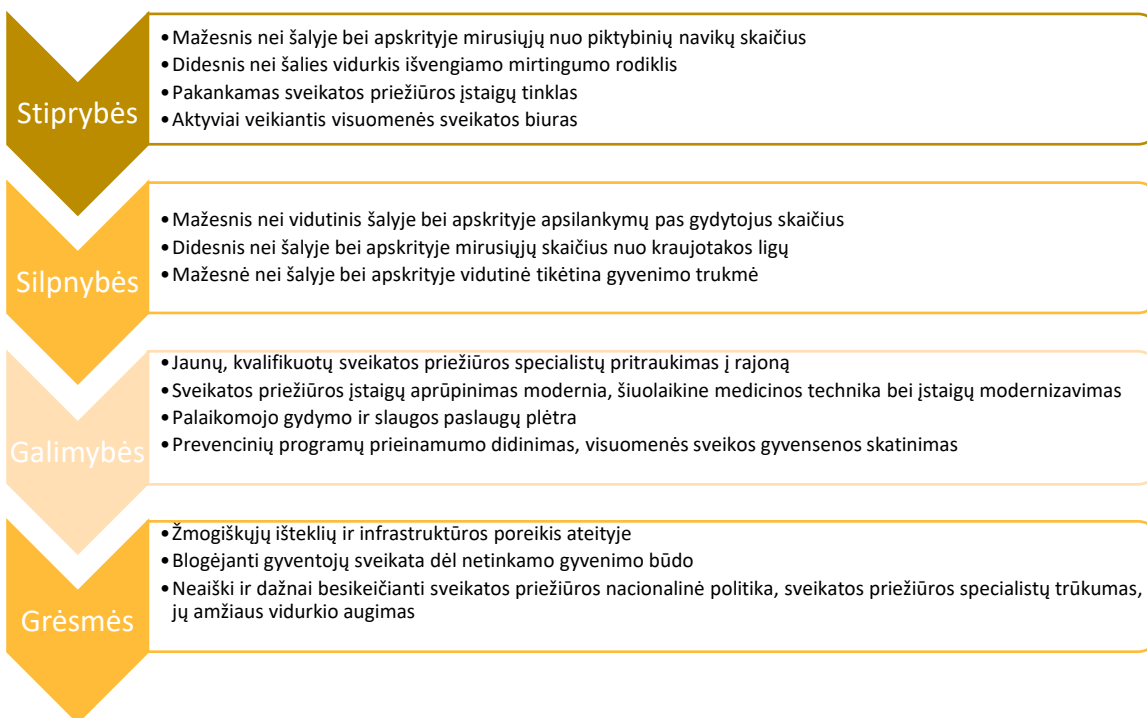 Stiprybės
•Mažesnis nei šalyje bei apskrityje mirusiųjų nuo piktybinių navikų skaičius
•Didesnis nei šalies vidurkis išvengiamo mirtingumo rodiklis
•Pakankamas sveikatos priežiūros įstaigų tinklas
•Aktyviai veikiantis visuomenės sveikatos biuras
Silpnybės
•Mažesnis nei vidutinis šalyje bei apskrityje apsilankymų pas gydytojus skaičius
•Didesnis nei šalyje bei apskrityje mirusiųjų skaičius nuo kraujotakos ligų
•Mažesnė nei šalyje bei apskrityje vidutinė tikėtina gyvenimo trukmė
Galimybės
•Jaunų, kvalifikuotų sveikatos priežiūros specialistų pritraukimas į rajoną
•Sveikatos priežiūros įstaigų aprūpinimas modernia, šiuolaikine medicinos technika bei įstaigų modernizavimas
•Palaikomojo gydymo ir slaugos paslaugų plėtra
•Prevencinių programų prieinamumo didinimas, visuomenės sveikos gyvensenos skatinimas
Grėsmės
•Žmogiškųjų išteklių ir infrastruktūros poreikis ateityje
•Blogėjanti gyventojų sveikata dėl netinkamo gyvenimo būdo
•Neaiški ir dažnai besikeičianti sveikatos priežiūros nacionalinė politika, sveikatos priežiūros specialistų trūkumas,
jų amžiaus vidurkio augimas